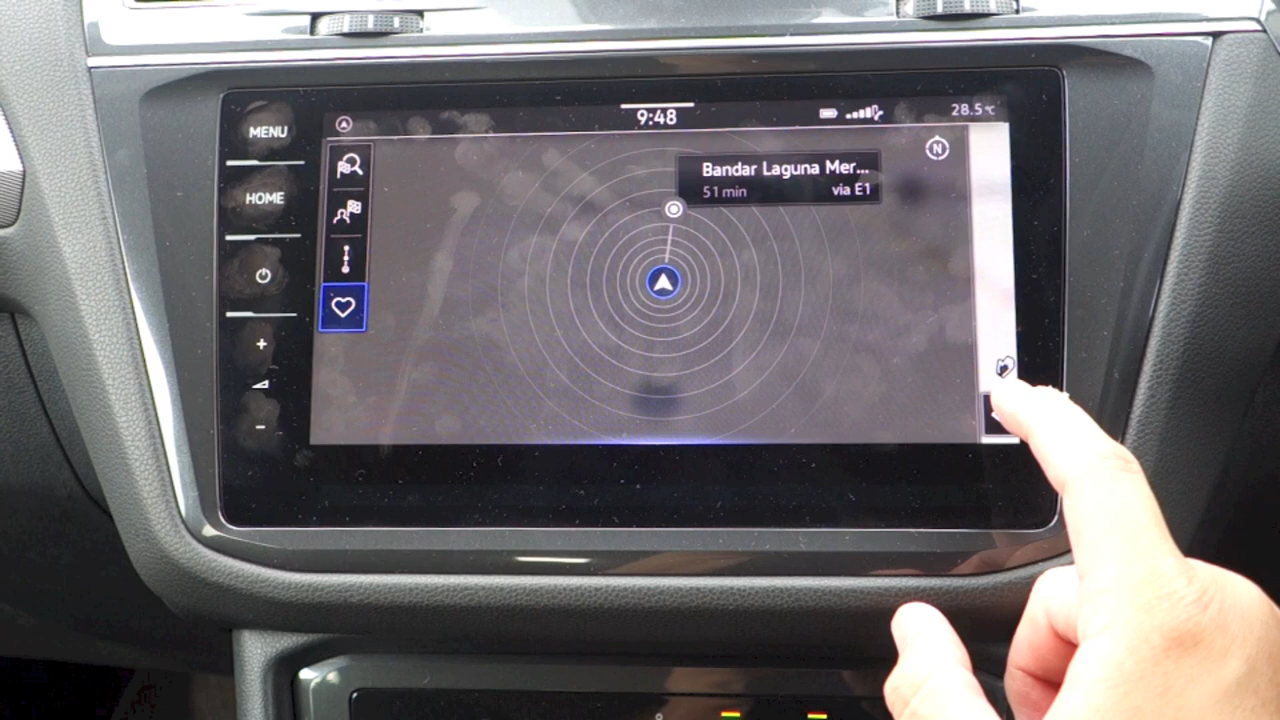 9:48
28.5°C
MENU
HOME
N
Bandar Laguna Mer...
51 min
via E1
+
-